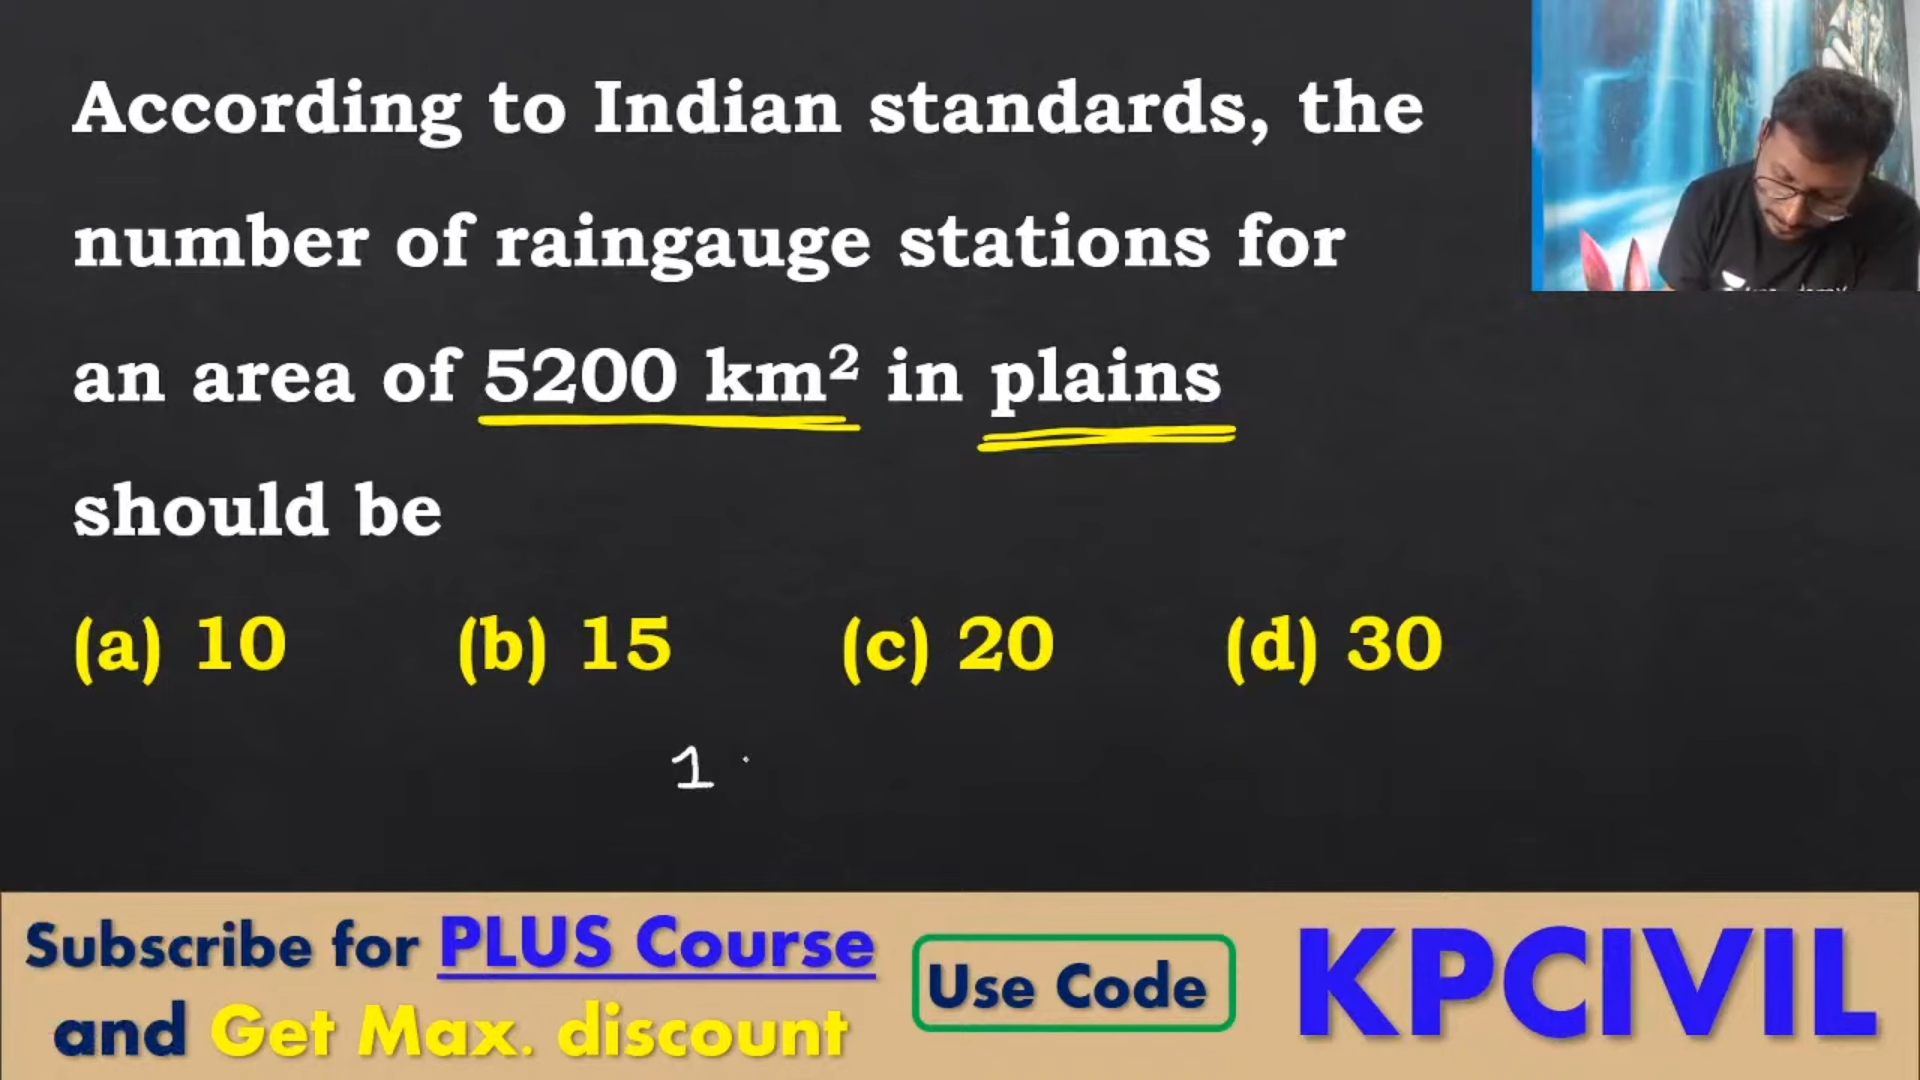 According to Indian standards, the
number of raingauge stations for
an area of 5200 km² in plains
should be
(a) 10 (b) 15 (c) 20 (d) 30
1
Subscribe for PLUS Course
and Get Max. discount
Use Code
KPCIVIL